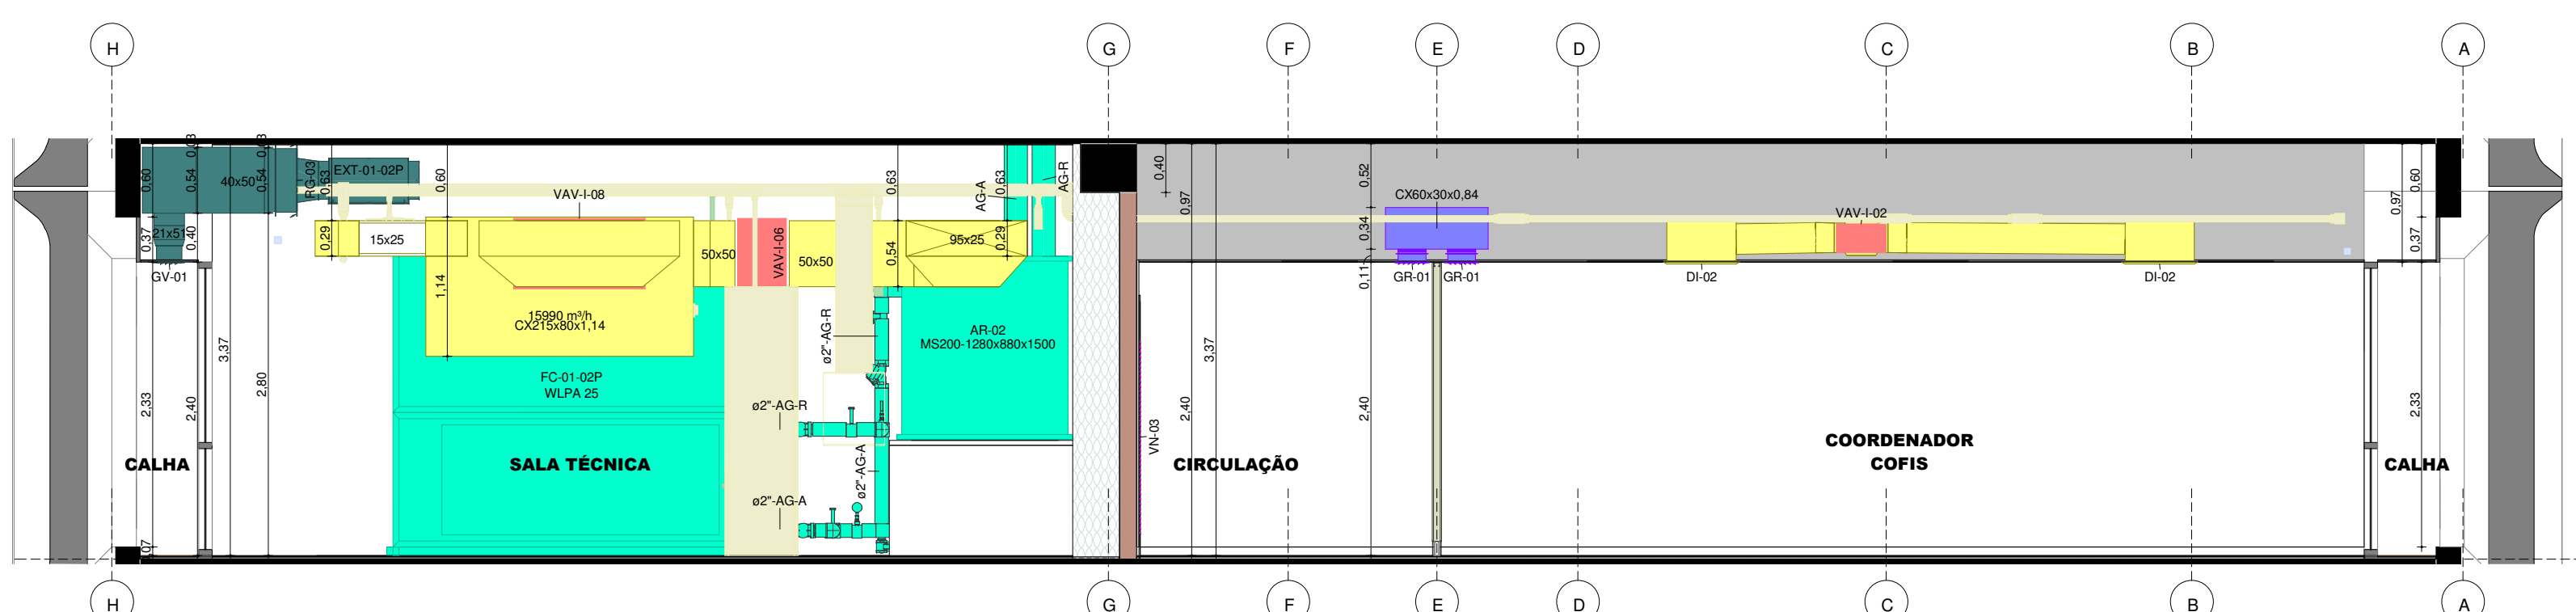 H
G
F
E
D
C
B
A
0,60
0,54
0,03
40x50
0,54
0,03
RG-03
0,63
EXT-01-02P
0,60
VAV-I-08
0,63
AG-A
0,63
AG-R
0,40
0,97
0,52
CX60x30x0,84
VAV-I-02
0,97
0,60
0,37
21x51
0,40
GV-01
0,29
15x25
50x50
VAV-I-06
50x50
0,54
95x25
0,29
0,34
0,11
GR-01
GR-01
DI-02
DI-02
0,37
1,14
15990 m³/h
CX215x80x1,14
ø2"-AG-R
AR-02
MS200-1280x880x1500
3,37
2,80
3,37
FC-01-02P
WLPA 25
2,33
2,40
ø2"-AG-R
2,40
2,40
2,33
VN-03
COORDENADOR
COFIS
CALHA
SALA TÉCNICA
ø2"-AG-A
CIRCULAÇÃO
CALHA
ø2"-AG-A
0,07
H
G
F
E
D
C
B
A